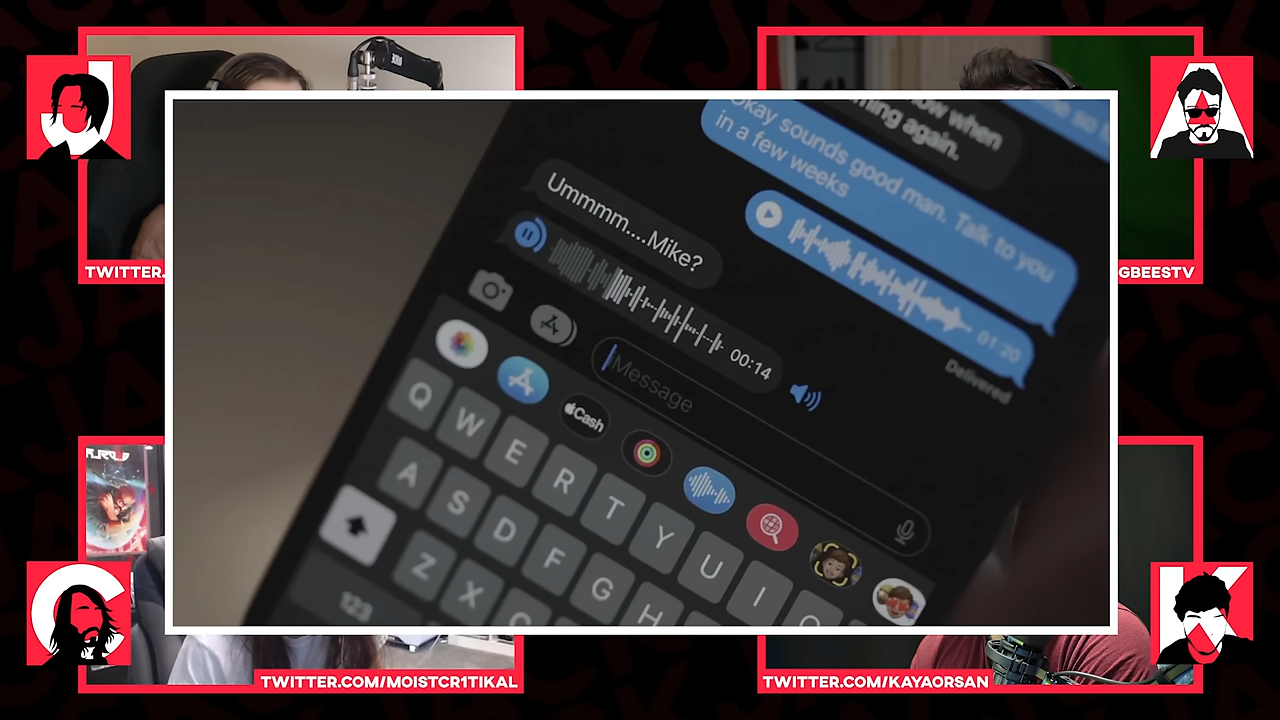 J
A
now when
ming again.
Okay sounds good man. Talk to you
in a few weeks
01:20
Delivered
Ummmm....Mike?
00:14
Message
Cash
Q W E R T Y U I O
A S D F G H
Z X C
123
TWITTER.
GBEESTV
C
TWITTER.COM/MOISTCR1TIKAL
TWITTER.COM/KAYAORSAN
K